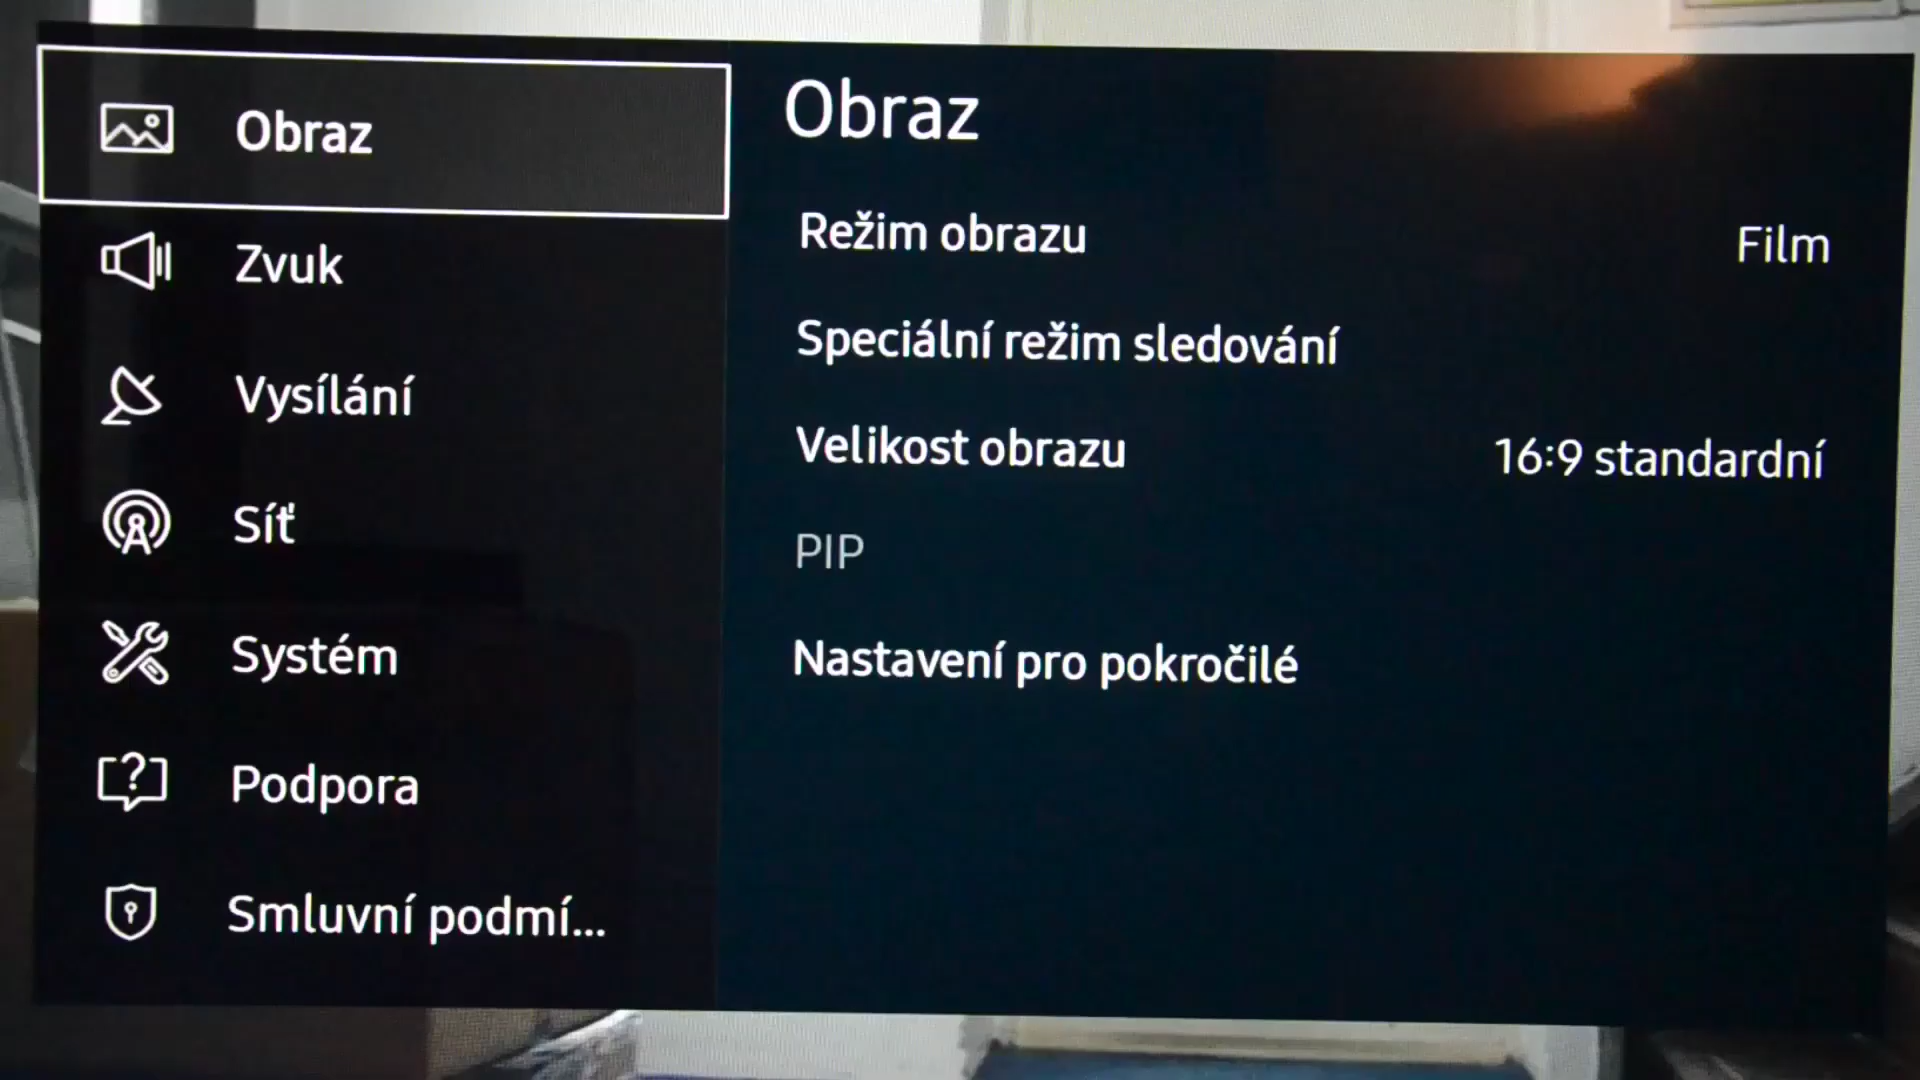 Obraz
Zvuk
Vysílání
Síť
Systém
Podpora
Smluvní podmí...
Obraz
Režim obrazu Film
Speciální režim sledování
Velikost obrazu 16:9 standardní
PIP
Nastavení pro pokročilé